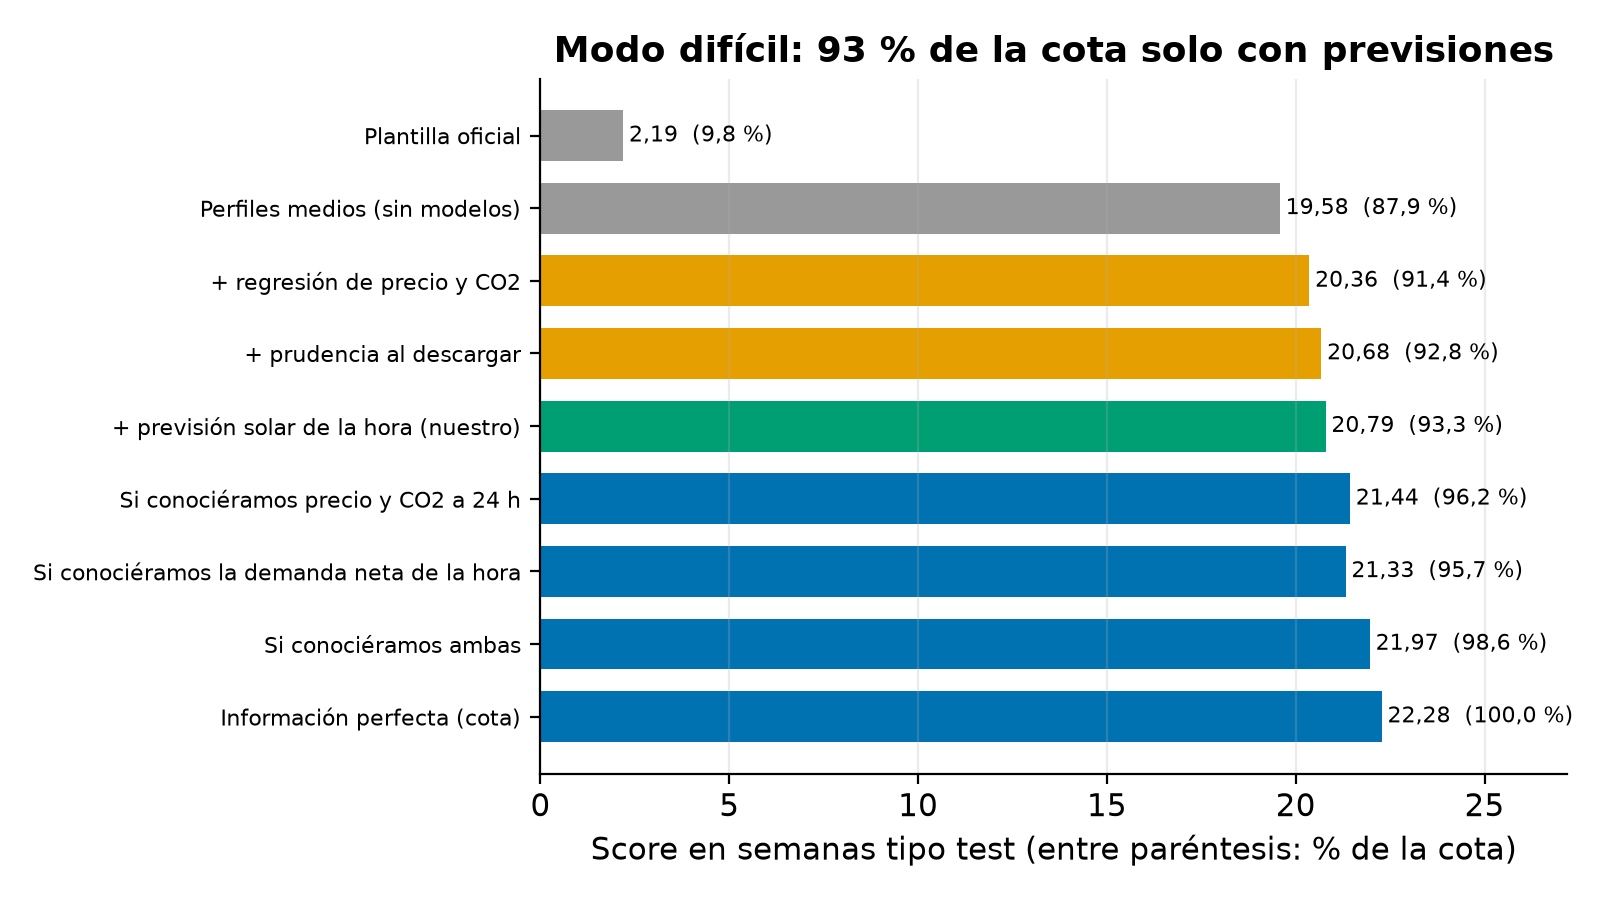 Modo difícil: 93 % de la cota solo con previsiones
Plantilla oficial
2,19 (9,8 %)
Perfiles medios (sin modelos)
19,58 (87,9 %)
+ regresión de precio y CO2
20,36 (91,4 %)
+ prudencia al descargar
20,68 (92,8 %)
+ previsión solar de la hora (nuestro)
20,79 (93,3 %)
Si conociéramos precio y CO2 a 24 h
21,44 (96,2 %)
Si conociéramos la demanda neta de la hora
21,33 (95,7 %)
Si conociéramos ambas
21,97 (98,6 %)
Información perfecta (cota)
22,28 (100,0 %)
0 5 10 15 20 25
Score en semanas tipo test (entre paréntesis: % de la cota)